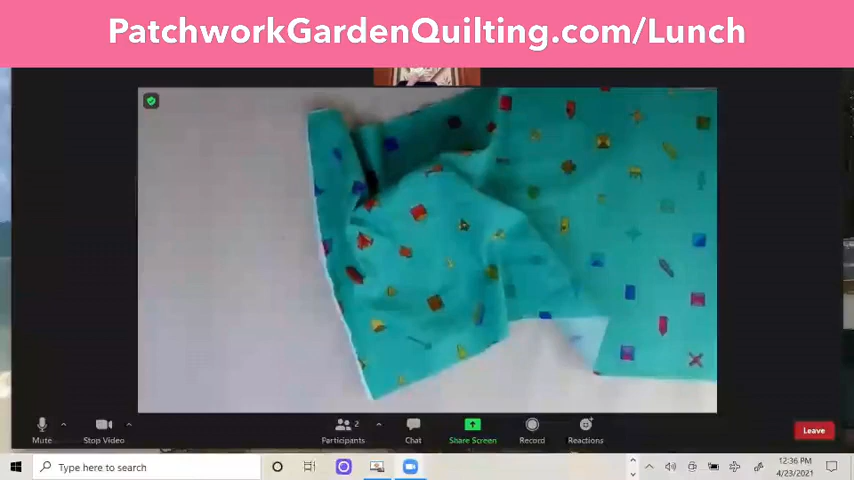 PatchworkGardenQuilting.com/Lunch
Mute
Stop Video
2
Participants
Chat
Share Screen
Record
Reactions
Leave
Type here to search
12:36 PM
4/23/2021